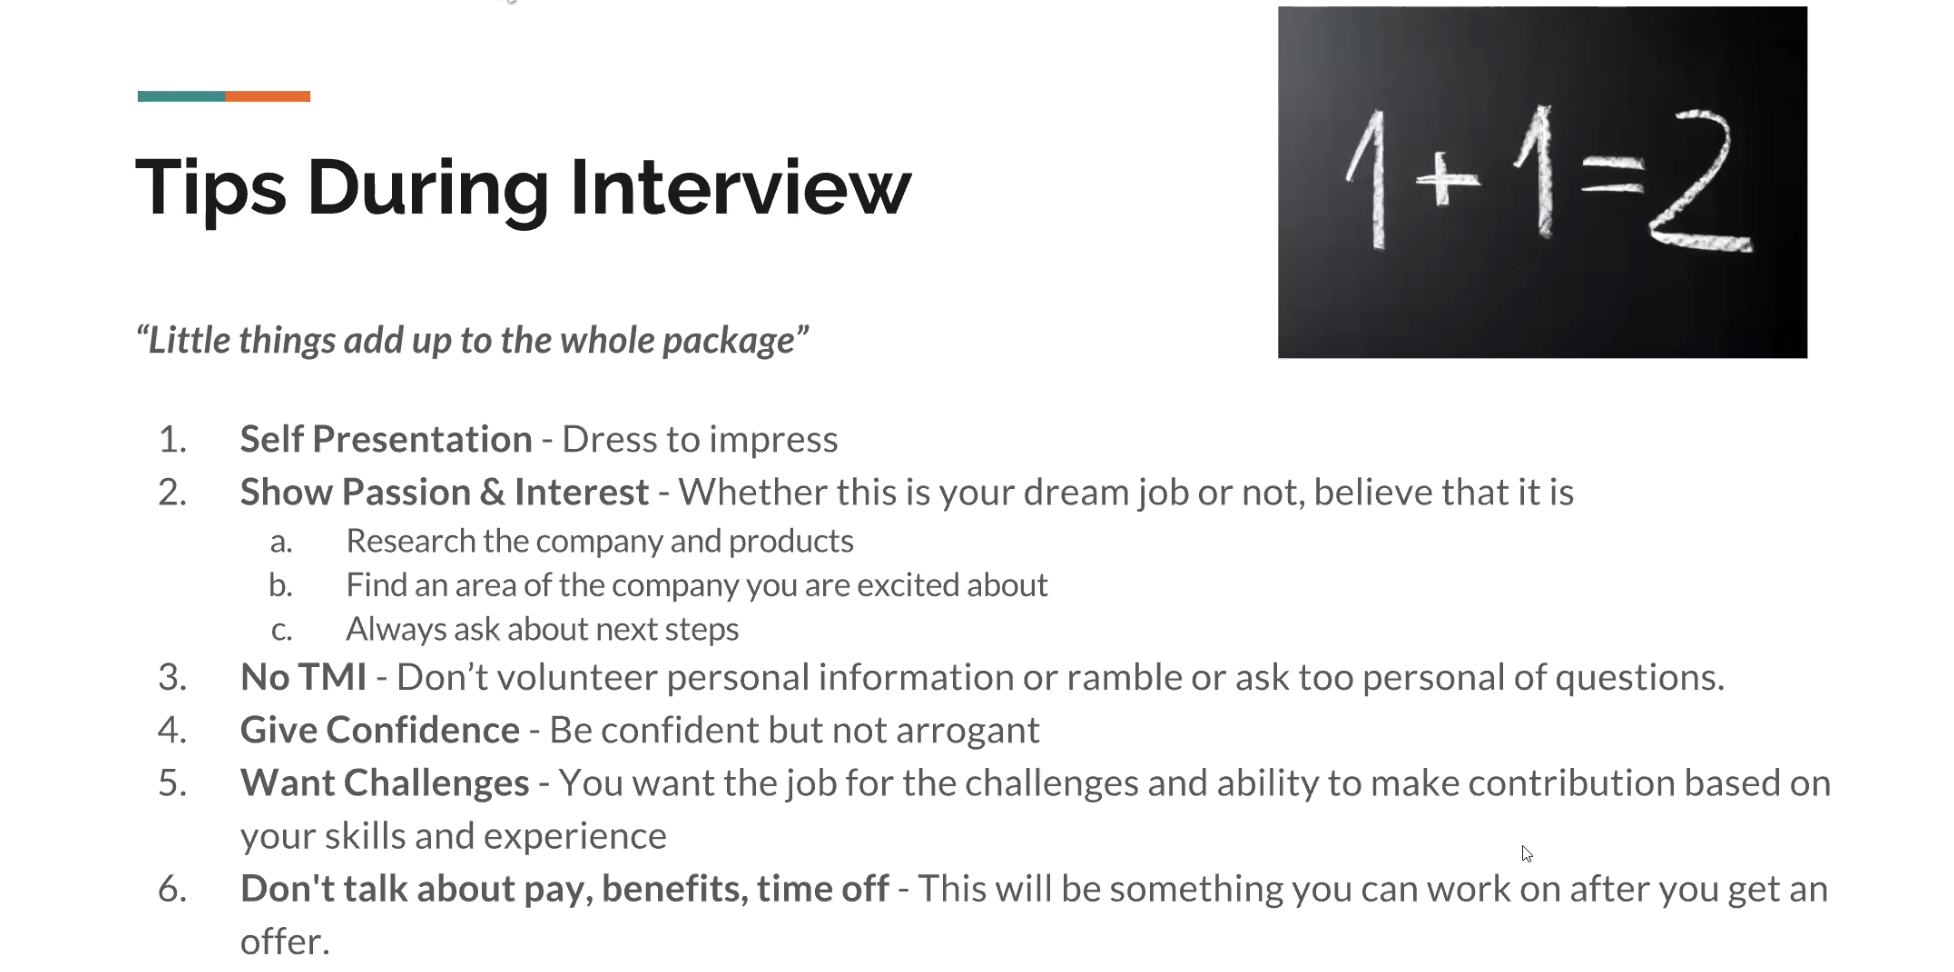 1+1=2
Tips During Interview
“Little things add up to the whole package”
1. Self Presentation - Dress to impress
2. Show Passion & Interest - Whether this is your dream job or not, believe that it is
a. Research the company and products
b. Find an area of the company you are excited about
c. Always ask about next steps
3. No TMI - Don’t volunteer personal information or ramble or ask too personal of questions.
4. Give Confidence - Be confident but not arrogant
5. Want Challenges - You want the job for the challenges and ability to make contribution based on
your skills and experience
6. Don't talk about pay, benefits, time off - This will be something you can work on after you get an
offer.